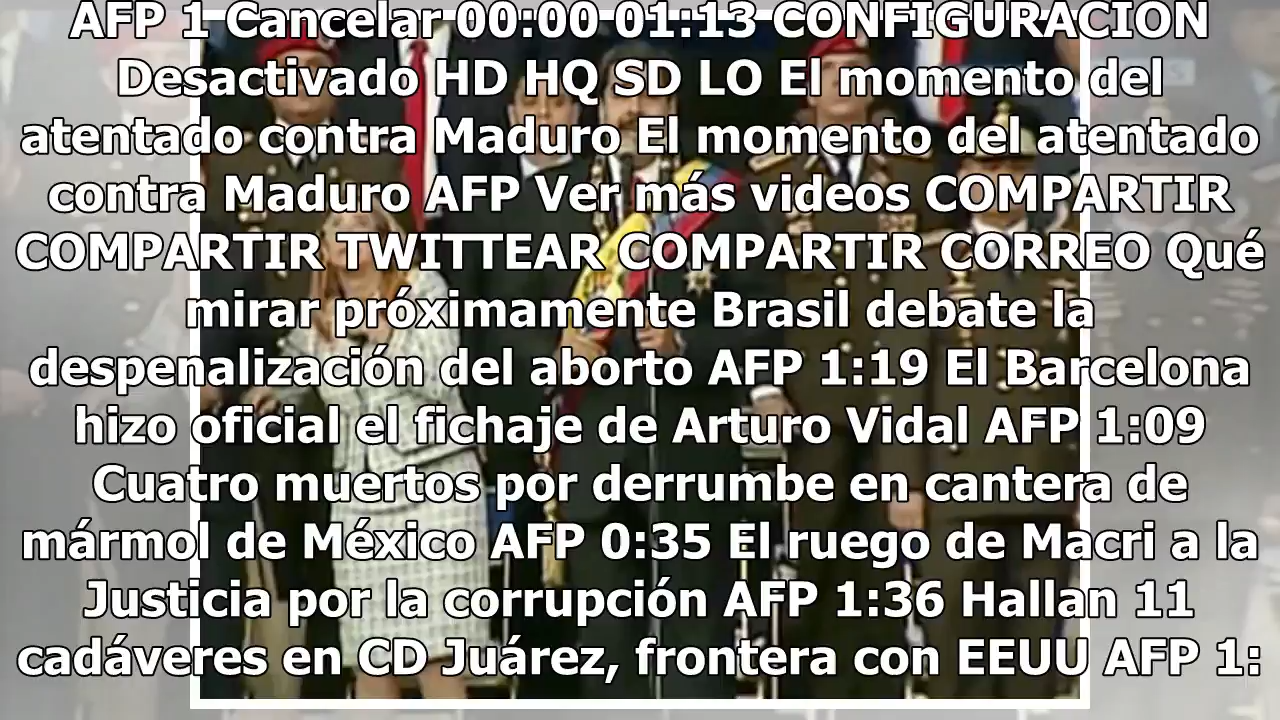 AFP 1 Cancelar 00:00 01:13 CONFIGURACIÓN
Desactivado HD HQ SD LO El momento del
atentado contra Maduro El momento del atentado
contra Maduro AFP Ver más videos COMPARTIR
COMPARTIR TWITTEAR COMPARTIR CORREO Qué
mirar próximamente Brasil debate la
despenalización del aborto AFP 1:19 El Barcelona
hizo oficial el fichaje de Arturo Vidal AFP 1:09
Cuatro muertos por derrumbe en cantera de
mármol de México AFP 0:35 El ruego de Macri a la
Justicia por la corrupción AFP 1:36 Hallan 11
cadáveres en CD Juárez, frontera con EEUU AFP 1: